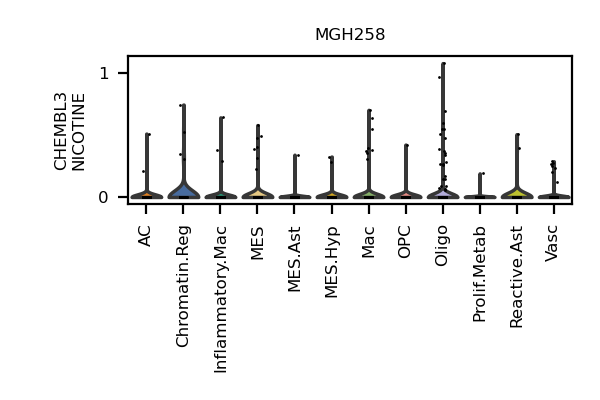 MGH258
CHEMBL3
NICOTINE
1
0
AC
Chromatin.Reg
Inflammatory.Mac
MES
MES.Ast
MES.Hyp
Mac
OPC
Oligo
Prolif.Metab
Reactive.Ast
Vasc